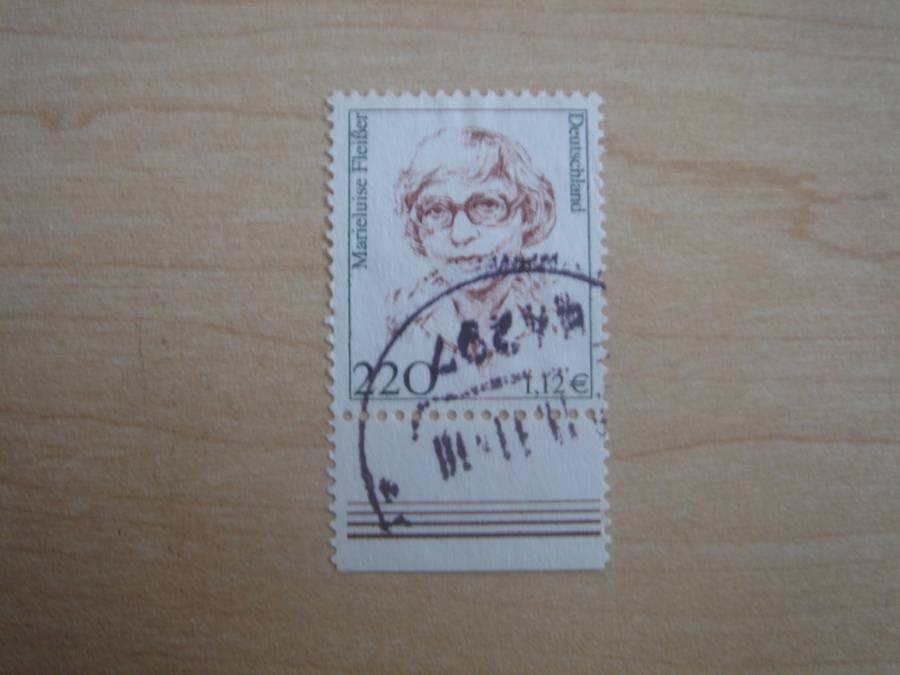 Marieluise Fleißer
Deutschland
220
1,12€